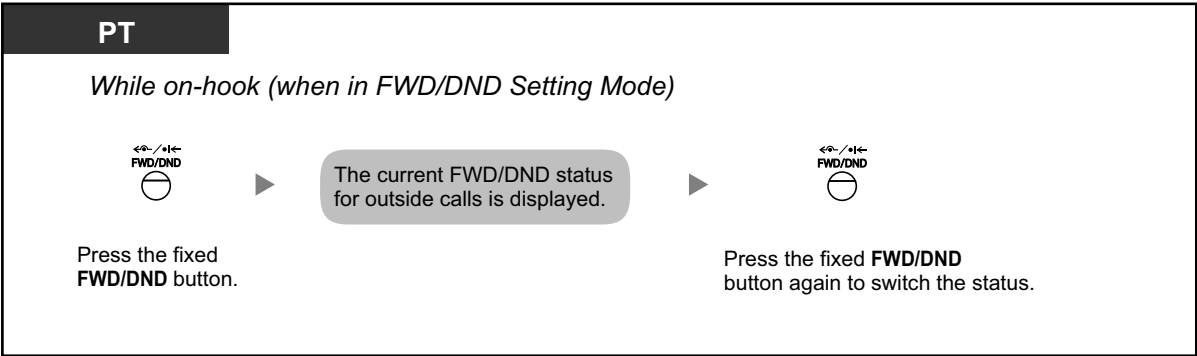 PT
While on-hook (when in FWD/DND Setting Mode)
FWD/DND
The current FWD/DND status
for outside calls is displayed.
FWD/DND
Press the fixed
FWD/DND button.
Press the fixed FWD/DND
button again to switch the status.